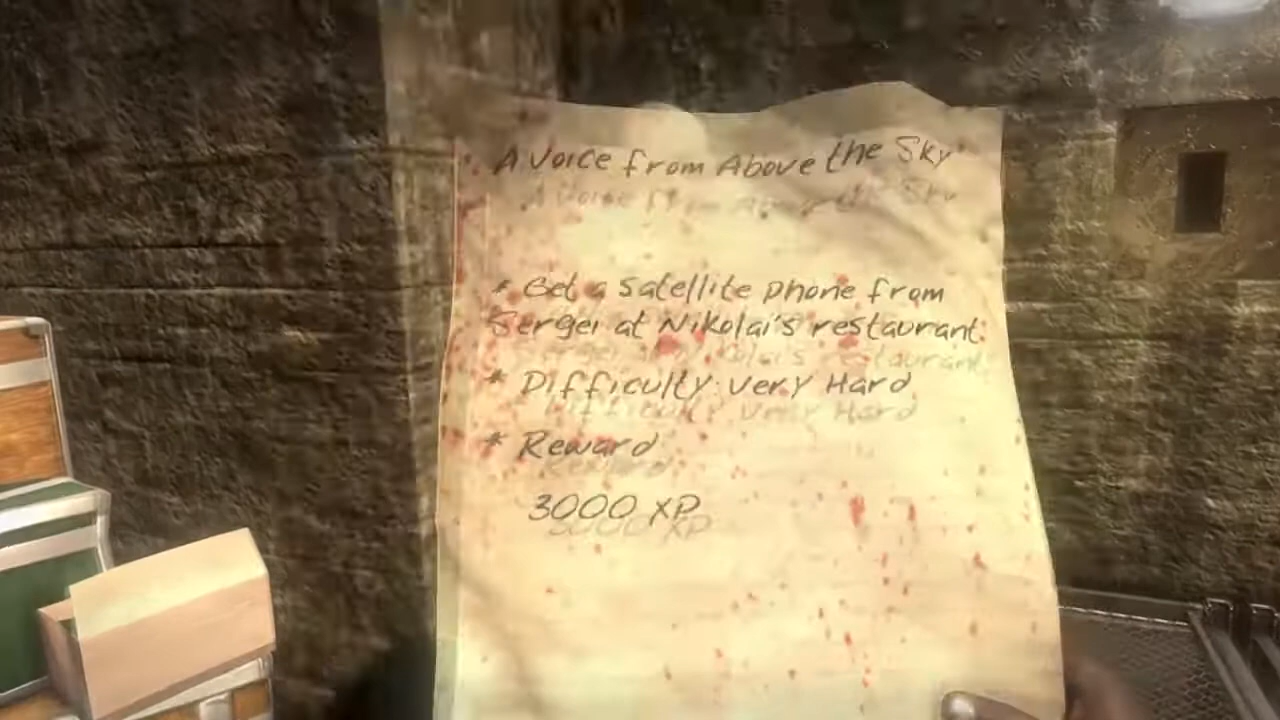 A Voice from Above the Sky
* Get a satellite phone from
Sergei at Nikolai's restaurant.
* Difficulty: Very Hard
* Reward
3000 XP